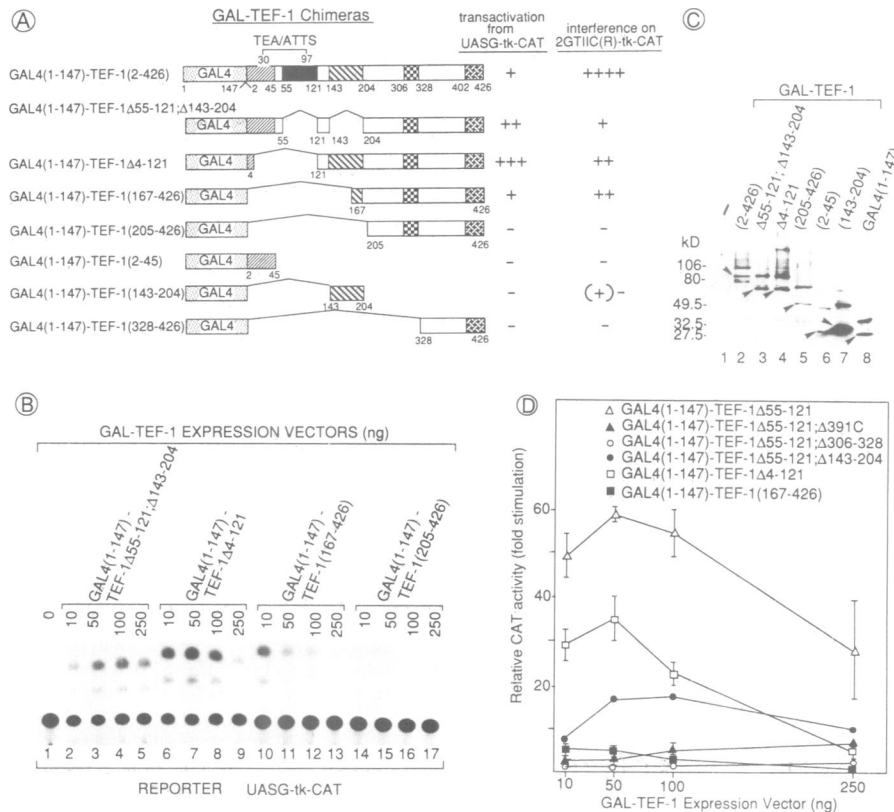 A
GAL-TEF-1 Chimeras
transactivation from UASG-tk-CAT
interference on 2GTIIC(R)-tk-CAT
TEA/ATTS
30 97
GAL4(1-147)-TEF-1(2-426) GAL4 + ++++
1 147 2 45 55 121 143 204 306 328 402 426
GAL4(1-147)-TEF-1Δ55-121;Δ143-204
GAL4 ++ +
55 121 143 204
GAL4(1-147)-TEF-1Δ4-121 GAL4 +++ ++
4 121
GAL4(1-147)-TEF-1(167-426) GAL4 + ++
167 426
GAL4(1-147)-TEF-1(205-426) GAL4 - -
205 426
GAL4(1-147)-TEF-1(2-45) GAL4 - -
2 45
GAL4(1-147)-TEF-1(143-204) GAL4 - (+)-
143 204
GAL4(1-147)-TEF-1(328-426) GAL4 - -
328 426
C
GAL-TEF-1
-
(2-426)
Δ55-121; Δ143-204
Δ4-121
(205-426)
(2-45)
(143-204)
GAL4(1-147)
kD
106-
80-
49.5-
32.5-
27.5-
1 2 3 4 5 6 7 8
B
GAL-TEF-1 EXPRESSION VECTORS (ng)
GAL4(1-147)-TEF-1Δ55-121;Δ143-204
GAL4(1-147)-TEF-1Δ4-121
GAL4(1-147)-TEF-1(167-426)
GAL4(1-147)-TEF-1(205-426)
0 10 50 100 250 10 50 100 250 10 50 100 250 10 50 100 250
1 2 3 4 5 6 7 8 9 10 11 12 13 14 15 16 17
REPORTER UASG-tk-CAT
D
GAL4(1-147)-TEF-1Δ55-121
GAL4(1-147)-TEF-1Δ55-121;Δ391C
GAL4(1-147)-TEF-1Δ55-121;Δ306-328
GAL4(1-147)-TEF-1Δ55-121;Δ143-204
GAL4(1-147)-TEF-1Δ4-121
GAL4(1-147)-TEF-1(167-426)
Relative CAT activity (fold stimulation)
60
40
20
10 50 100 250
GAL-TEF-1 Expression Vector (ng)